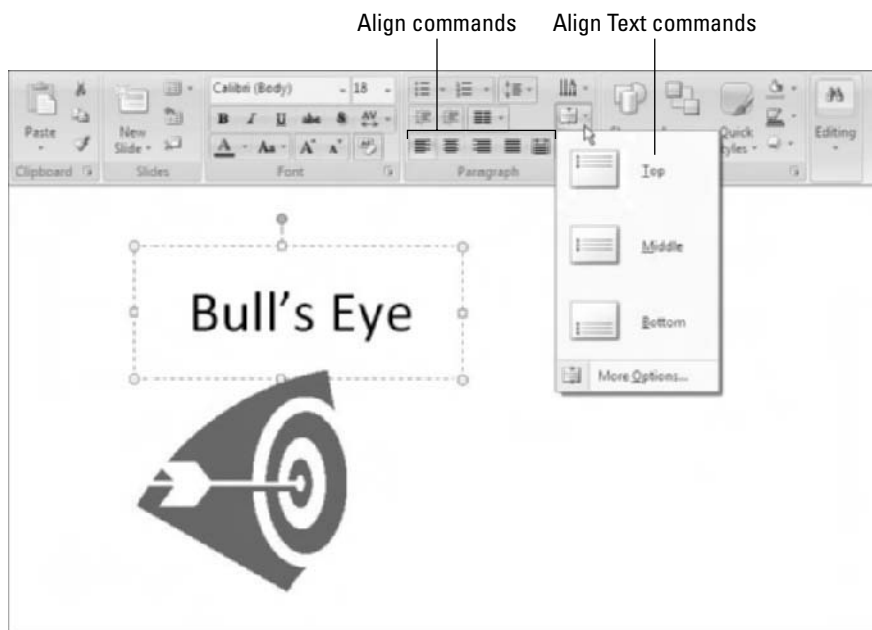 Align commands Align Text commands
Calibri (Body) 18
B I U abc S AV
Paste New Slide Quick Editing
A Aa A A
Clipboard Slides Font Paragraph
Top
Middle
Bottom
More Options...
Bull's Eye